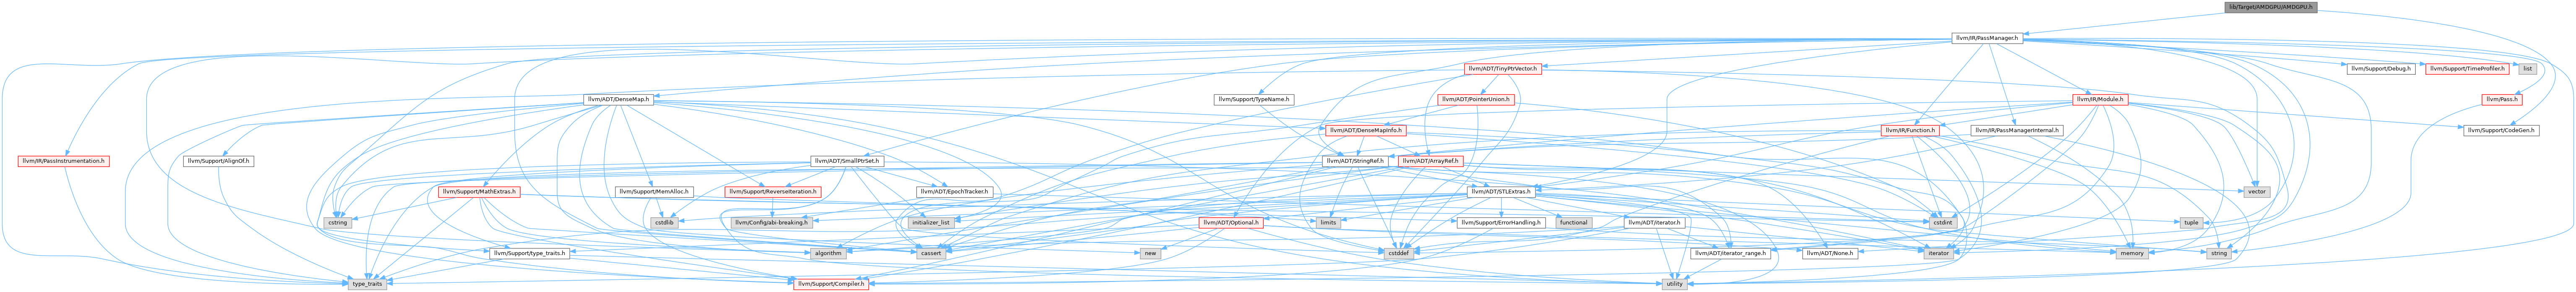 lib/Target/AMDGPU/AMDGPU.h
llvm/IR/PassManager.h
llvm/ADT/TinyPtrVector.h
llvm/Support/Debug.h
llvm/Support/TimeProfiler.h
list
llvm/ADT/DenseMap.h
llvm/Support/TypeName.h
llvm/ADT/PointerUnion.h
llvm/IR/Module.h
llvm/Pass.h
llvm/ADT/DenseMapInfo.h
llvm/IR/Function.h
llvm/IR/PassManagerInternal.h
llvm/Support/CodeGen.h
llvm/IR/PassInstrumentation.h
llvm/Support/AlignOf.h
llvm/ADT/SmallPtrSet.h
llvm/ADT/StringRef.h
llvm/ADT/ArrayRef.h
llvm/Support/MathExtras.h
llvm/Support/MemAlloc.h
llvm/Support/ReverseIteration.h
llvm/ADT/EpochTracker.h
llvm/ADT/STLExtras.h
vector
cstring
cstdlib
llvm/Config/abi-breaking.h
initializer_list
limits
llvm/ADT/Optional.h
llvm/Support/ErrorHandling.h
functional
llvm/ADT/iterator.h
cstdint
tuple
llvm/Support/type_traits.h
algorithm
cassert
new
cstddef
llvm/ADT/iterator_range.h
llvm/ADT/None.h
iterator
memory
string
type_traits
llvm/Support/Compiler.h
utility